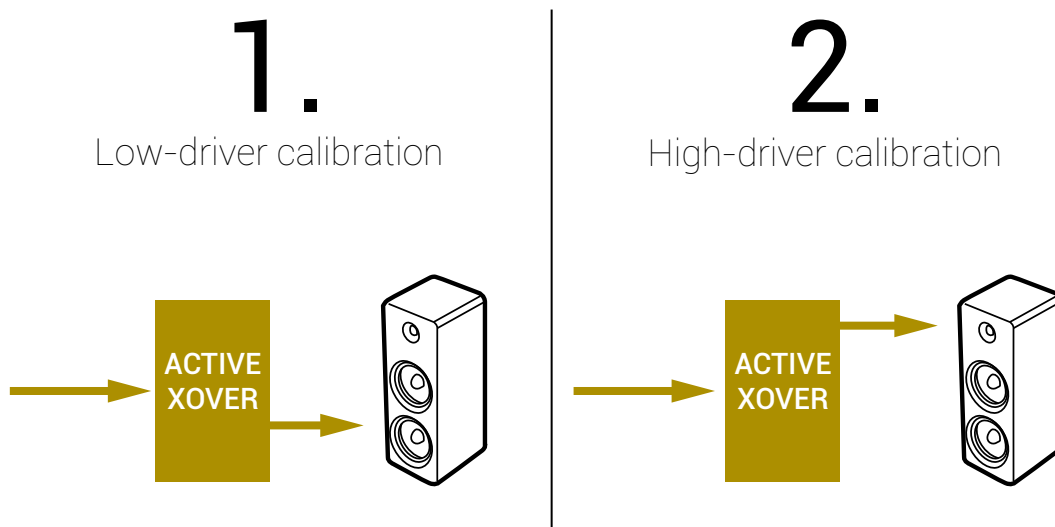 1.
Low-driver calibration
ACTIVE
XOVER
2.
High-driver calibration
ACTIVE
XOVER